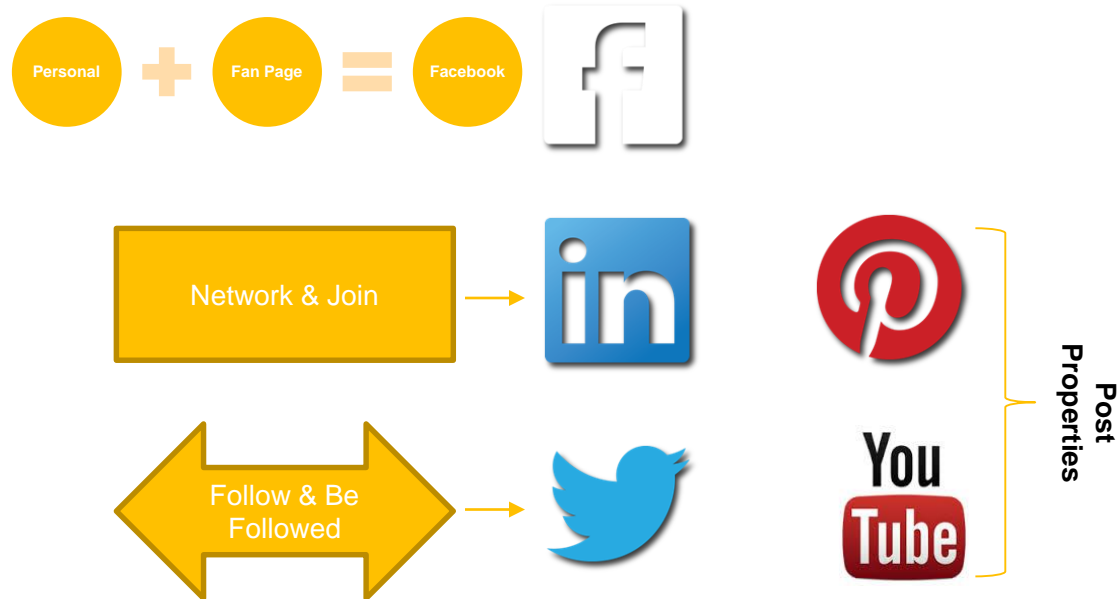 Personal
Fan Page
Facebook
f
Network & Join
in
Follow & Be
Followed
You
Tube
Post
Properties